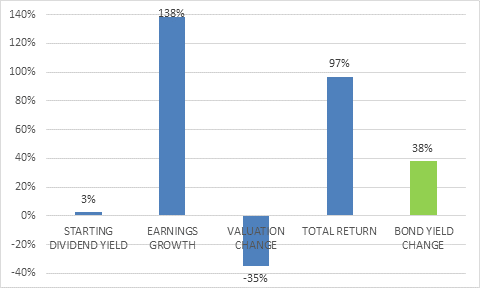 140%
120%
100%
80%
60%
40%
20%
0%
-20%
-40%
3%
138%
-35%
97%
38%
STARTING
DIVIDEND YIELD
EARNINGS
GROWTH
VALUATION
CHANGE
TOTAL RETURN
BOND YIELD
CHANGE